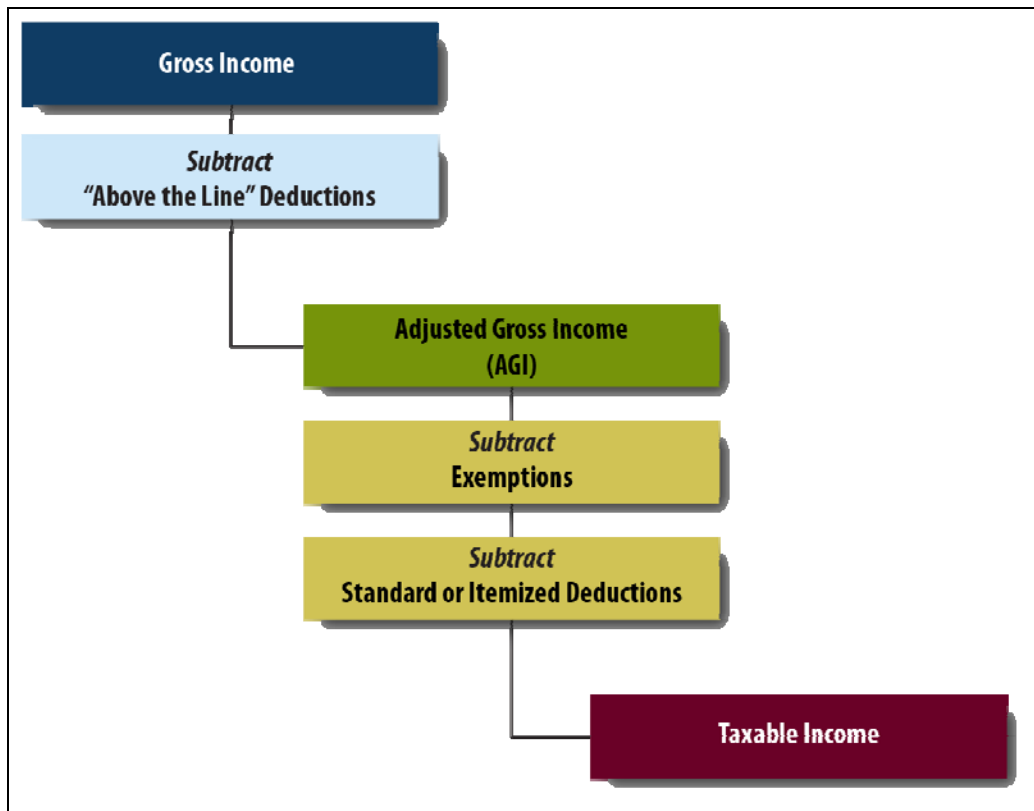 Gross Income
Subtract
“Above the Line” Deductions
Adjusted Gross Income
(AGI)
Subtract
Exemptions
Subtract
Standard or Itemized Deductions
Taxable Income